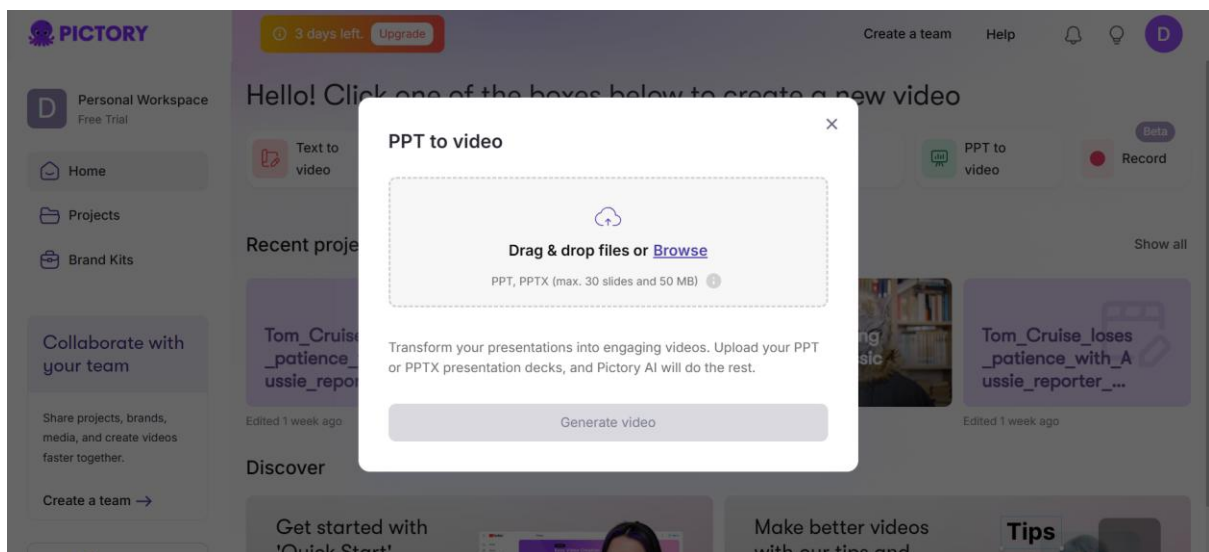 PICTORY
3 days left. Upgrade
Create a team
Help
D
D
Personal Workspace
Free Trial
Home
Projects
Brand Kits
Collaborate with
your team
Share projects, brands,
media, and create videos
faster together.
Create a team →
Hello! Click one of the boxes below to create a new video
Text to
video
PPT to
video
Beta
Record
PPT to video
Drag & drop files or Browse
PPT, PPTX (max. 30 slides and 50 MB)
Transform your presentations into engaging videos. Upload your PPT
or PPTX presentation decks, and Pictory AI will do the rest.
Generate video
Recent proje
Show all
Tom_Cruise
_patience_
ussie_repor
Edited 1 week ago
ng
sic
Tom_Cruise_loses
_patience_with_A
ussie_reporter_...
Edited 1 week ago
Discover
Get started with
'Quick Start'
Make better videos
with our tips and
Tips